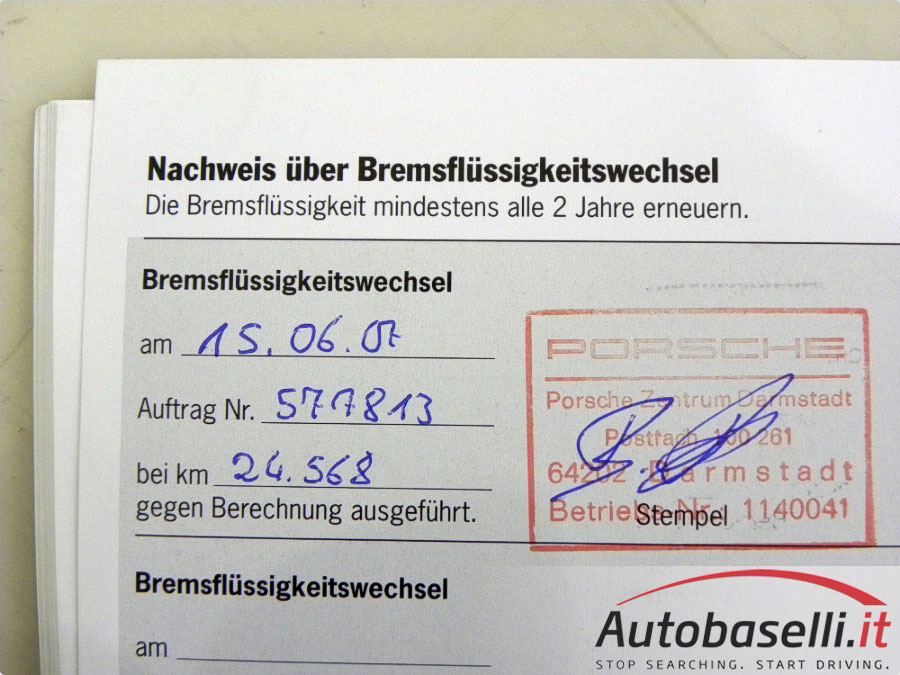 Nachweis über Bremsflüssigkeitswechsel
Die Bremsflüssigkeit mindestens alle 2 Jahre erneuern.
Bremsflüssigkeitswechsel
am 15.06.07
Auftrag Nr. 577813
bei km 24.568
gegen Berechnung ausgeführt.
PORSCHE
Porsche Zentrum Darmstadt
Postfach 100 261
64202 Darmstadt
Betriebs Nr. 1140041
Stempel
Bremsflüssigkeitswechsel
am
Autobaselli.it
STOP SEARCHING. START DRIVING.